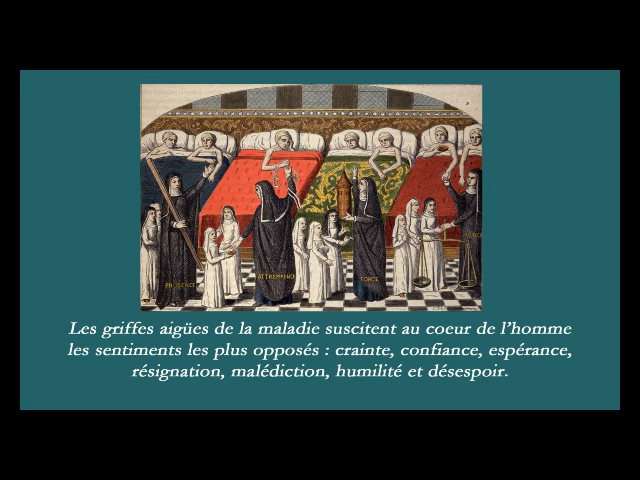 PRUDENCE
ATTREMPENCE
FORCE
Les griffes aigües de la maladie suscitent au coeur de l'homme
les sentiments les plus opposés : crainte, confiance, espérance,
résignation, malédiction, humilité et désespoir.